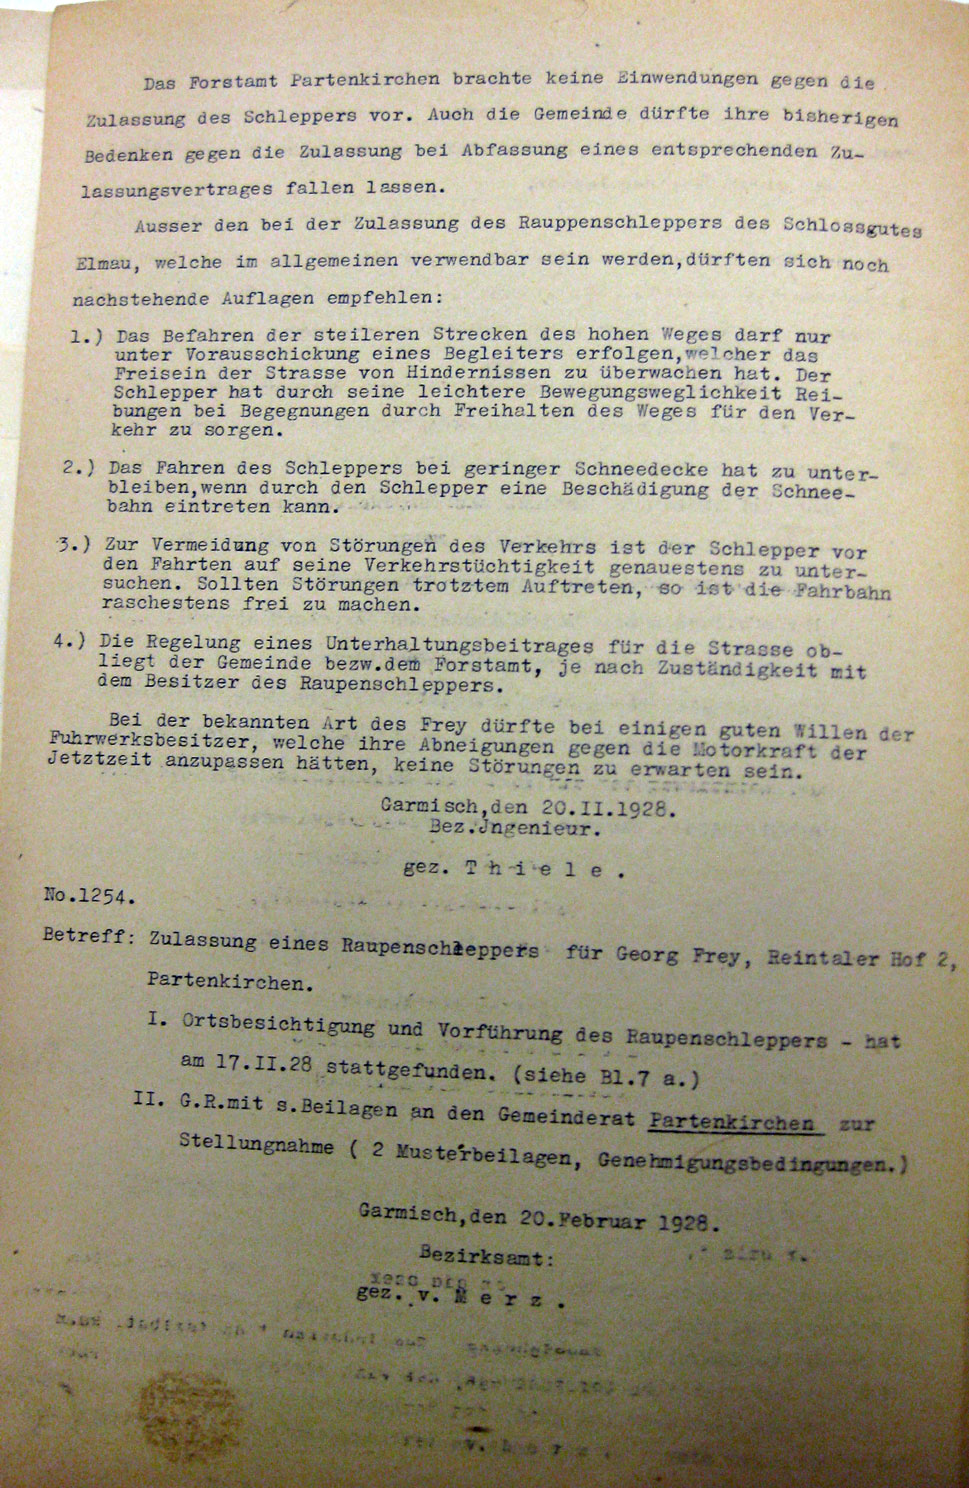 Das Forstamt Partenkirchen brachte keine Einwendungen gegen die
Zulassung des Schleppers vor. Auch die Gemeinde dürfte ihre bisherigen
Bedenken gegen die Zulassung bei Abfassung eines entsprechenden Zu-
lassungsvertrages fallen lassen.
Ausser den bei der Zulassung des Rauppenschleppers des Schlossgutes
Elmau, welche im allgemeinen verwendbar sein werden,dürften sich noch
nachstehende Auflagen empfehlen:
1.) Das Befahren der steileren Strecken des hohen Weges darf nur
unter Vorausschickung eines Begleiters erfolgen,welcher das
Freisein der Strasse von Hindernissen zu überwachen hat. Der
Schlepper hat durch seine leichtere Bewegungsweglichkeit Rei-
bungen bei Begegnungen durch Freihalten des Weges für den Ver-
kehr zu sorgen.
2.) Das Fahren des Schleppers bei geringer Schneedecke hat zu unter-
bleiben,wenn durch den Schlepper eine Beschädigung der Schnee-
bahn eintreten kann.
3.) Zur Vermeidung von Störungen des Verkehrs ist der Schlepper vor
den Fahrten auf seine Verkehrstüchtigkeit genauestens zu unter-
suchen. Sollten Störungen trotztem Auftreten, so ist die Fahrbahn
raschestens frei zu machen.
4.) Die Regelung eines Unterhaltungsbeitrages für die Strasse ob-
liegt der Gemeinde bezw.dem Forstamt, je nach Zuständigkeit mit
dem Besitzer des Raupenschleppers.
Bei der bekannten Art des Frey dürfte bei einigen guten Willen der
Fuhrwerksbesitzer, welche ihre Abneigungen gegen die Motorkraft der
Jetztzeit anzupassen hätten, keine Störungen zu erwarten sein.
Garmisch,den 20.II.1928.
Bez.Jngenieur.
gez. T h i e l e .
No.1254.
Betreff: Zulassung eines Raupenschleppers für Georg Frey, Reintaler Hof 2,
Partenkirchen.
I. Ortsbesichtigung und Vorführung des Raupenschleppers - hat
am 17.II.28 stattgefunden. (siehe Bl.7 a.)
II. G.R.mit s.Beilagen an den Gemeinderat Partenkirchen zur
Stellungnahme ( 2 Musterbeilagen, Genehmigungsbedingungen.)
Garmisch,den 20.Februar 1928.
Bezirksamt:
gez. v. M e r z .